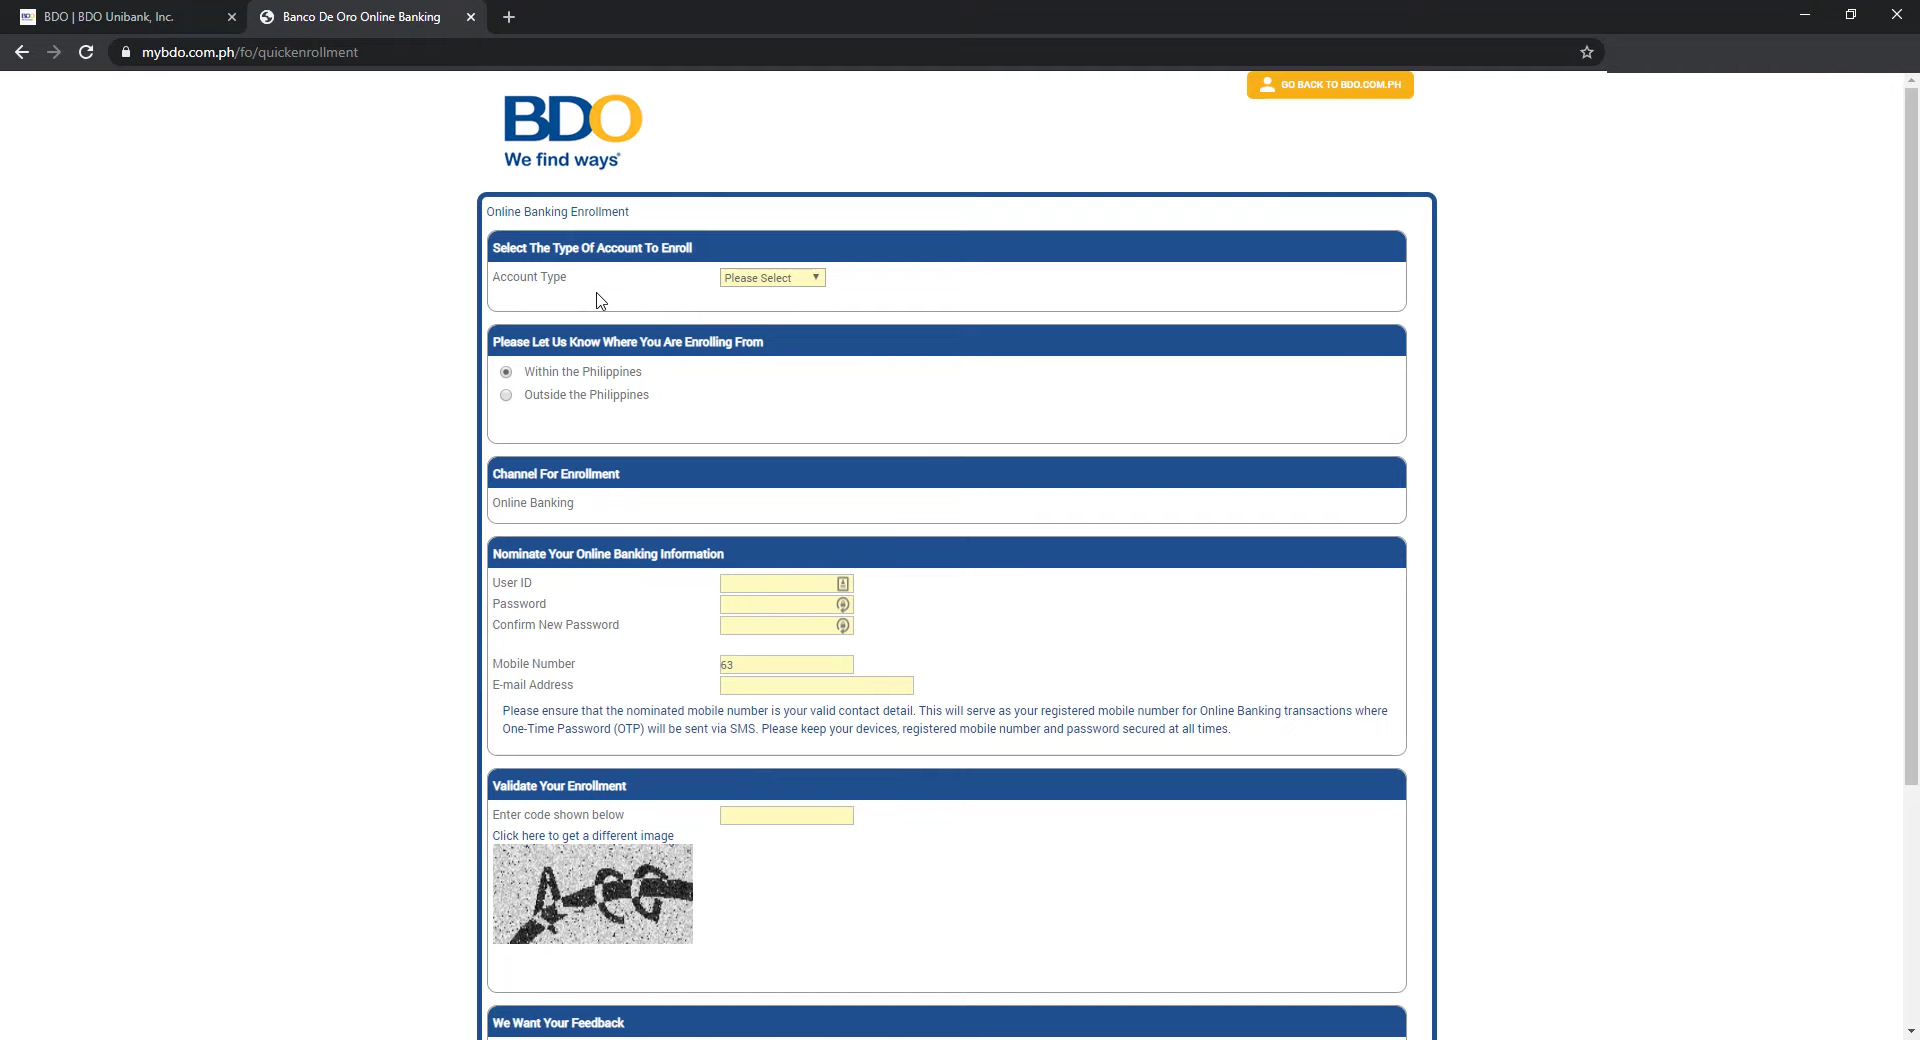 BDO | BDO Unibank, Inc.
Banco De Oro Online Banking
mybdo.com.ph/fo/quickenrollment
GO BACK TO BDO.COM.PH
BDO
We find ways®
Online Banking Enrollment
Select The Type Of Account To Enroll
Account Type
Please Select
Please Let Us Know Where You Are Enrolling From
Within the Philippines
Outside the Philippines
Channel For Enrollment
Online Banking
Nominate Your Online Banking Information
User ID
Password
Confirm New Password
Mobile Number 63
E-mail Address
Please ensure that the nominated mobile number is your valid contact detail. This will serve as your registered mobile number for Online Banking transactions where
One-Time Password (OTP) will be sent via SMS. Please keep your devices, registered mobile number and password secured at all times.
Validate Your Enrollment
Enter code shown below
Click here to get a different image
We Want Your Feedback